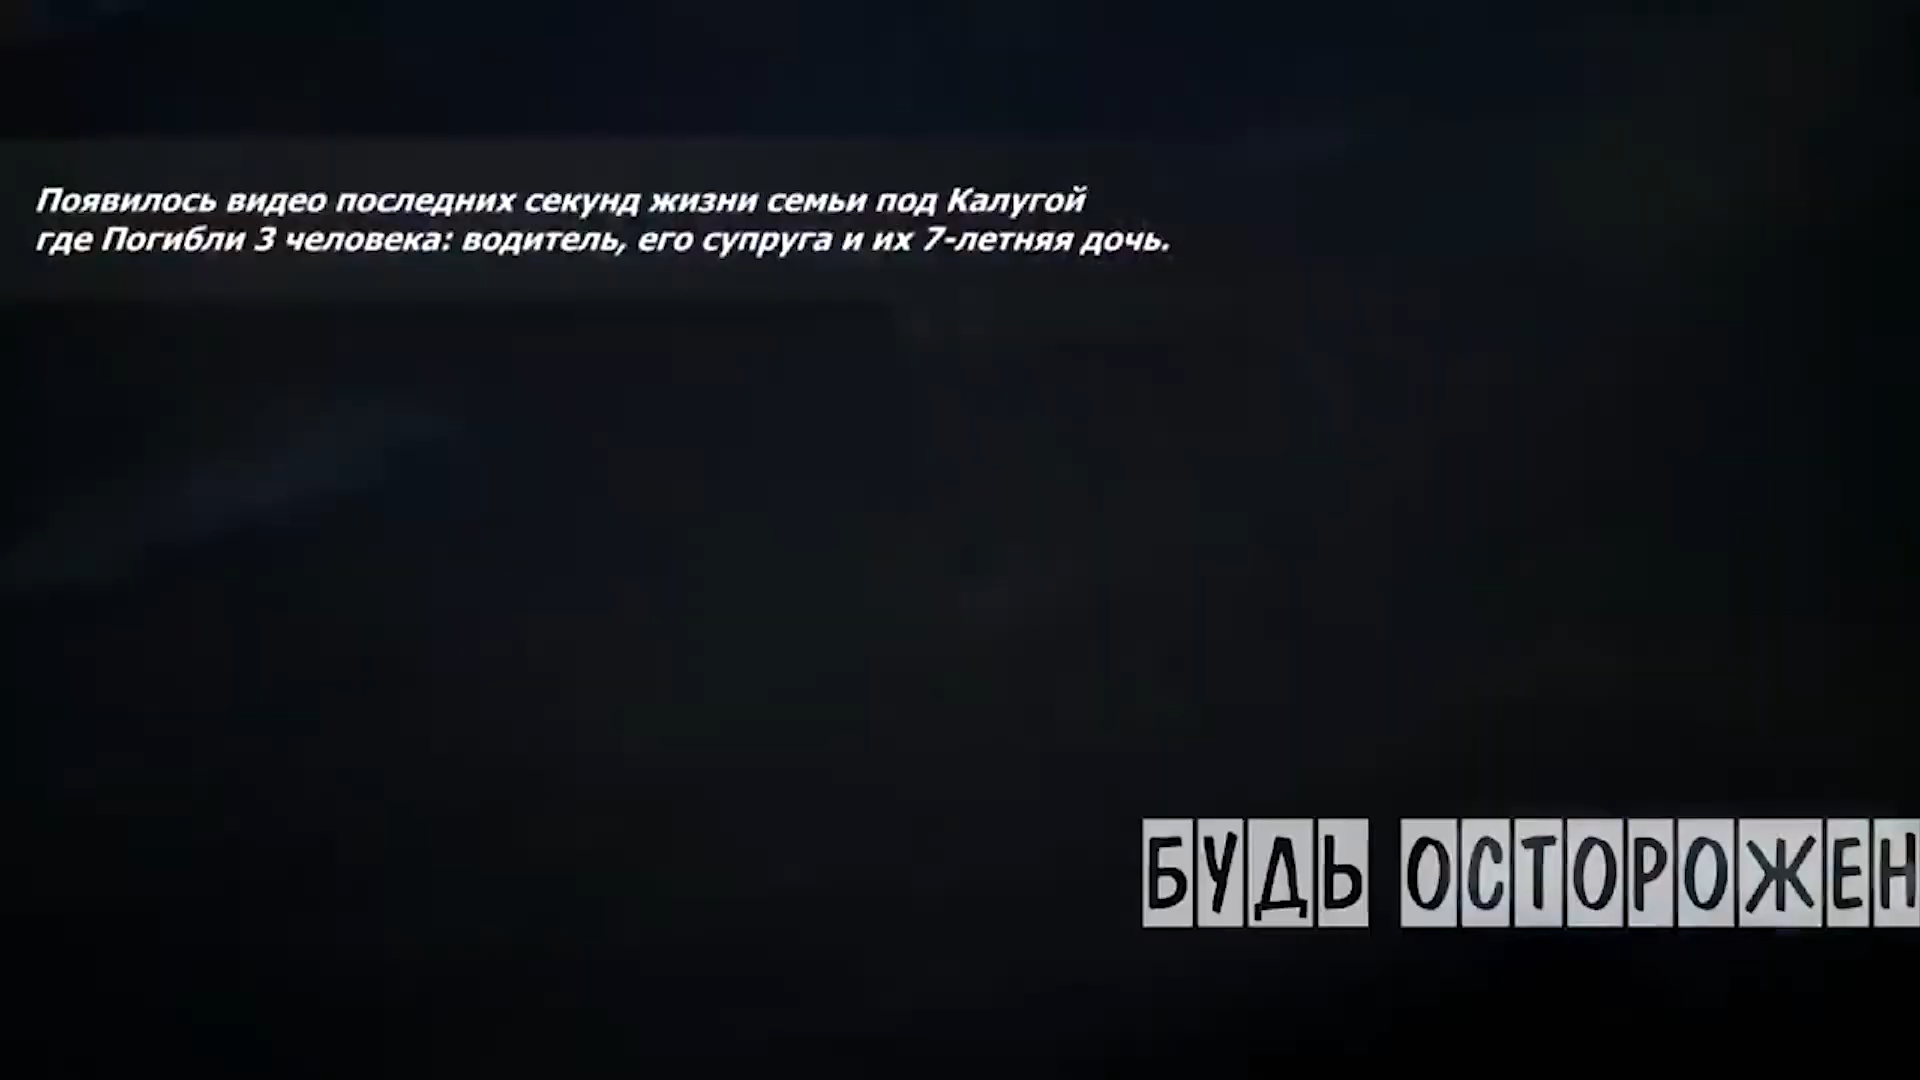 Появилось видео последних секунд жизни семьи под Калугой
где Погибли 3 человека: водитель, его супруга и их 7-летняя дочь.
БУДЬ ОСТОРОЖЕН